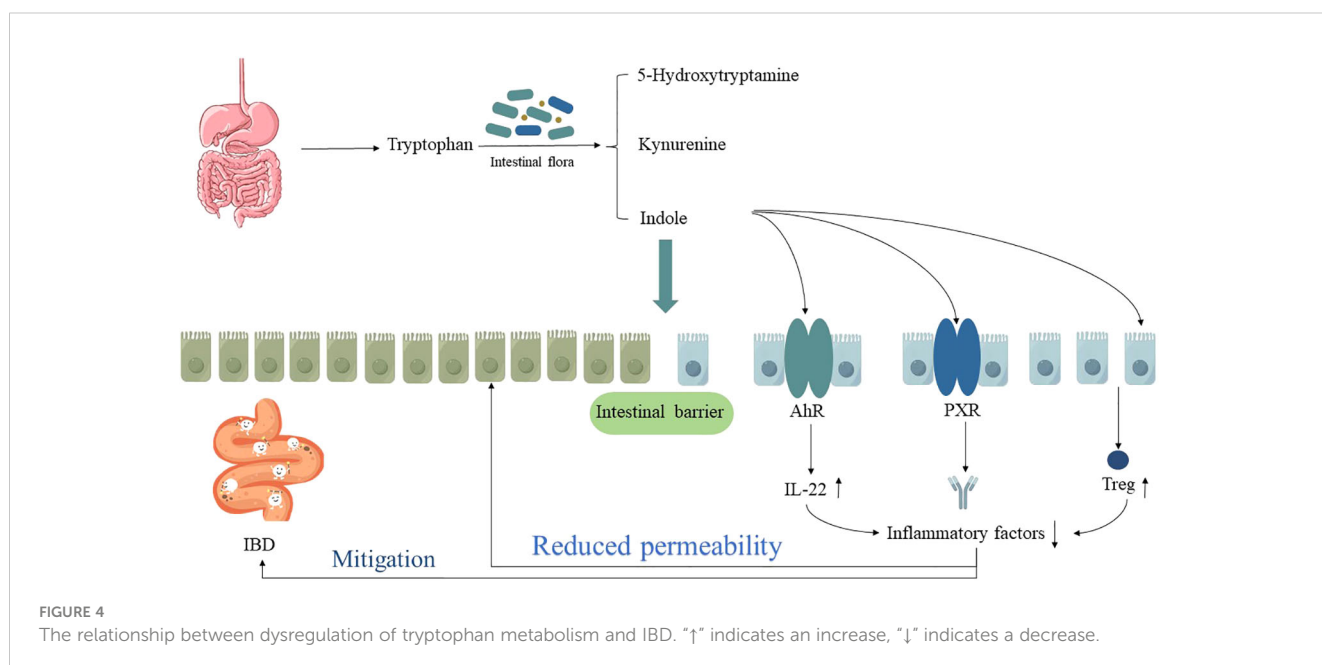 5-Hydroxytryptamine
Tryptophan
Intestinal flora
Kynurenine
Indole
Intestinal barrier
AhR
PXR
IL-22 ↑
Treg ↑
Inflammatory factors ↓
IBD
Mitigation
Reduced permeability
FIGURE 4
The relationship between dysregulation of tryptophan metabolism and IBD. “↑” indicates an increase, “↓” indicates a decrease.